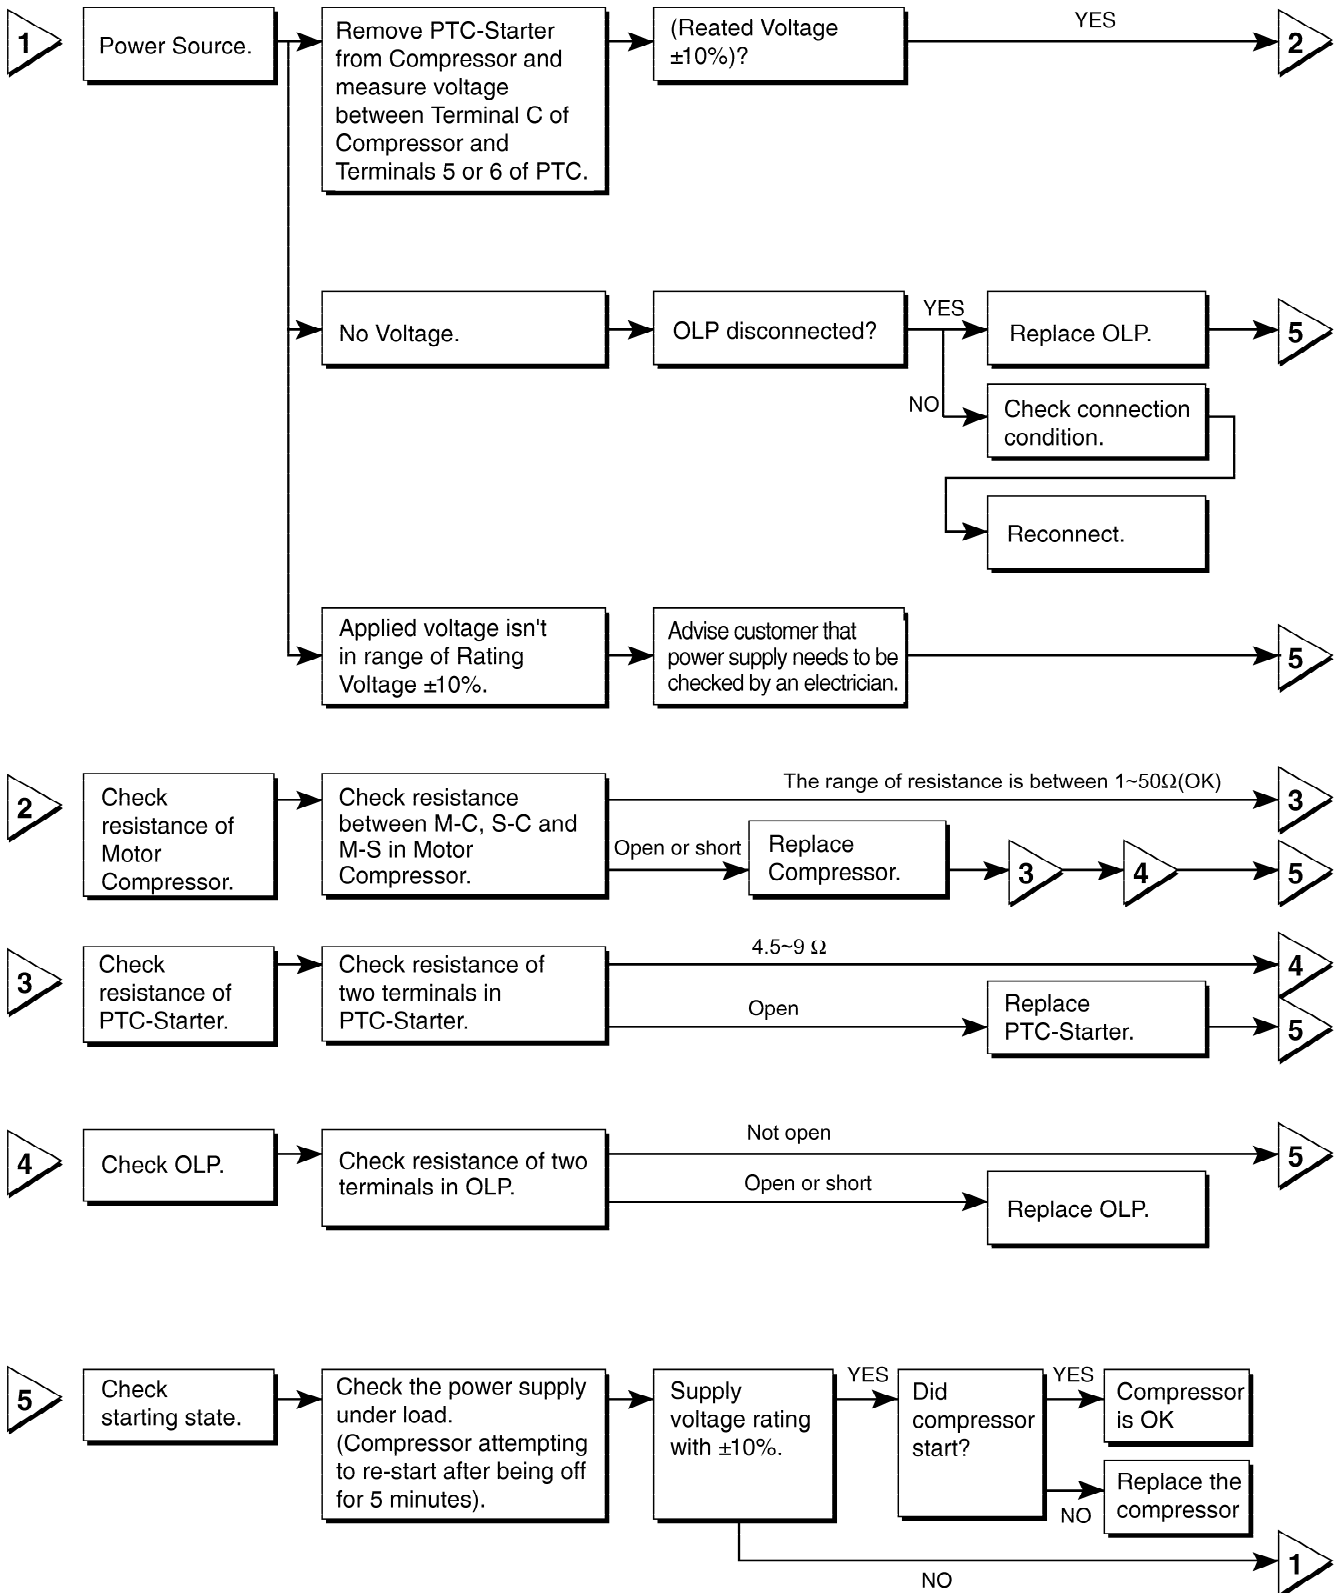 1
Power Source.
Remove PTC-Starter
from Compressor and
measure voltage
between Terminal C of
Compressor and
Terminals 5 or 6 of PTC.
(Reated Voltage
±10%)?
YES
2
No Voltage.
OLP disconnected?
YES
Replace OLP.
5
NO
Check connection
condition.
Reconnect.
Applied voltage isn't
in range of Rating
Voltage ±10%.
Advise customer that
power supply needs to be
checked by an electrician.
5
2
Check
resistance of
Motor
Compressor.
Check resistance
between M-C, S-C and
M-S in Motor
Compressor.
The range of resistance is between 1~50Ω(OK)
3
Open or short
Replace
Compressor.
3
4
5
3
Check
resistance of
PTC-Starter.
Check resistance of
two terminals in
PTC-Starter.
4.5~9 Ω
4
Open
Replace
PTC-Starter.
5
4
Check OLP.
Check resistance of two
terminals in OLP.
Not open
5
Open or short
Replace OLP.
5
Check
starting state.
Check the power supply
under load.
(Compressor attempting
to re-start after being off
for 5 minutes).
Supply
voltage rating
with ±10%.
YES
Did
compressor
start?
YES
Compressor
is OK
NO
Replace the
compressor
NO
1